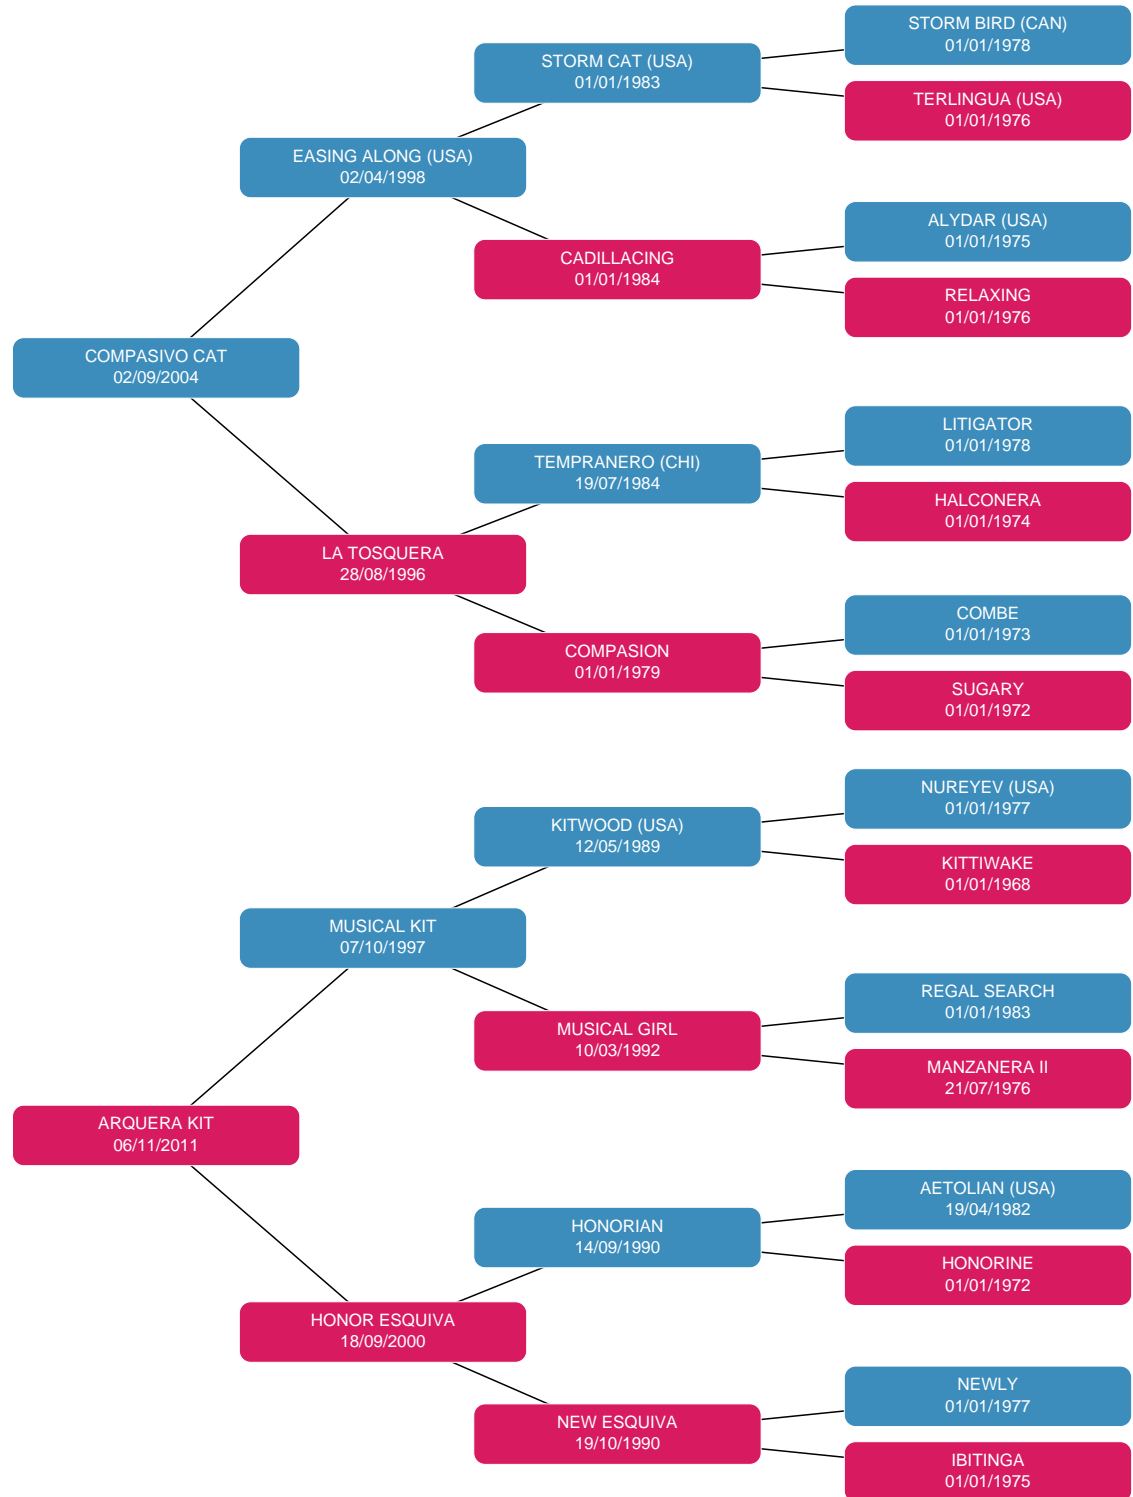 STORM BIRD (CAN)
01/01/1978
STORM CAT (USA)
01/01/1983
TERLINGUA (USA)
01/01/1976
EASING ALONG (USA)
02/04/1998
ALYDAR (USA)
01/01/1975
CADILLACING
01/01/1984
RELAXING
01/01/1976
COMPASIVO CAT
02/09/2004
LITIGATOR
01/01/1978
TEMPRANERO (CHI)
19/07/1984
HALCONERA
01/01/1974
LA TOSQUERA
28/08/1996
COMBE
01/01/1973
COMPASION
01/01/1979
SUGARY
01/01/1972
NUREYEV (USA)
01/01/1977
KITWOOD (USA)
12/05/1989
KITTIWAKE
01/01/1968
MUSICAL KIT
07/10/1997
REGAL SEARCH
01/01/1983
MUSICAL GIRL
10/03/1992
MANZANERA II
21/07/1976
ARQUERA KIT
06/11/2011
AETOLIAN (USA)
19/04/1982
HONORIAN
14/09/1990
HONORINE
01/01/1972
HONOR ESQUIVA
18/09/2000
NEWLY
01/01/1977
NEW ESQUIVA
19/10/1990
IBITINGA
01/01/1975